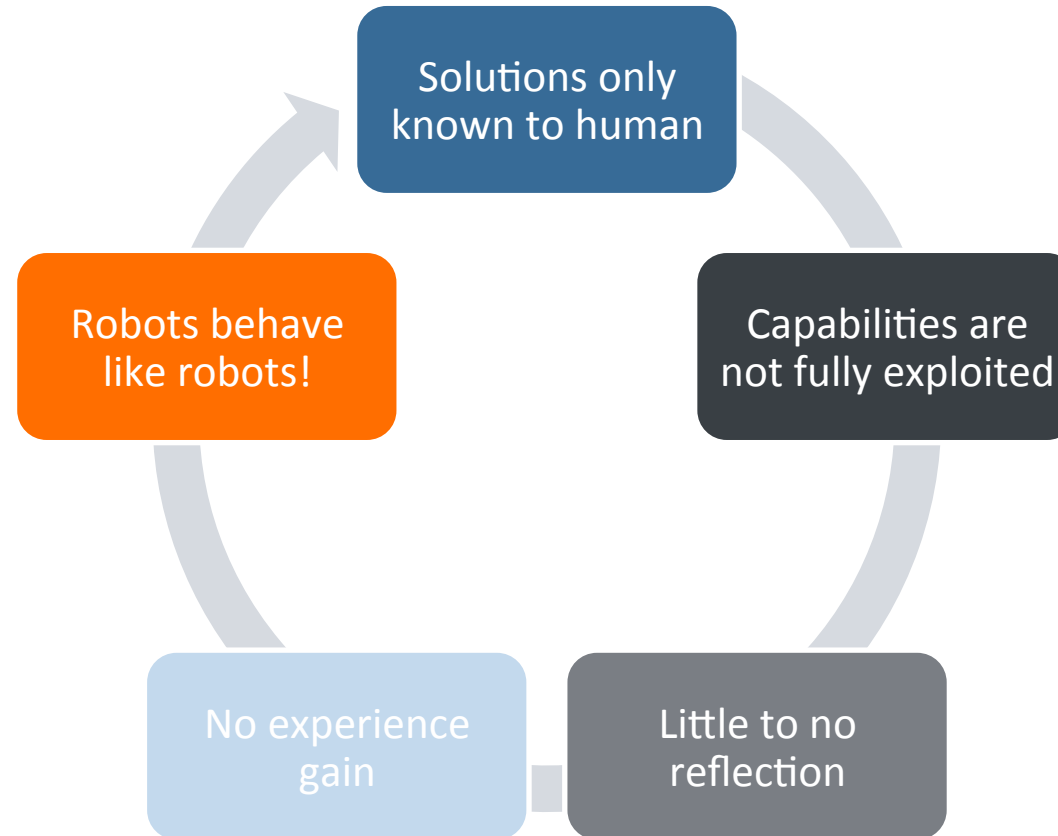 Solutions only
known to human
Capabilities are
not fully exploited
Little to no
reflection
No experience
gain
Robots behave
like robots!